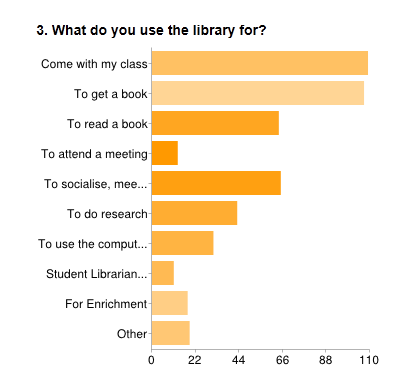 3. What do you use the library for?
Come with my class
To get a book
To read a book
To attend a meeting
To socialise, mee...
To do research
To use the comput...
Student Librarian...
For Enrichment
Other
0 22 44 66 88 110